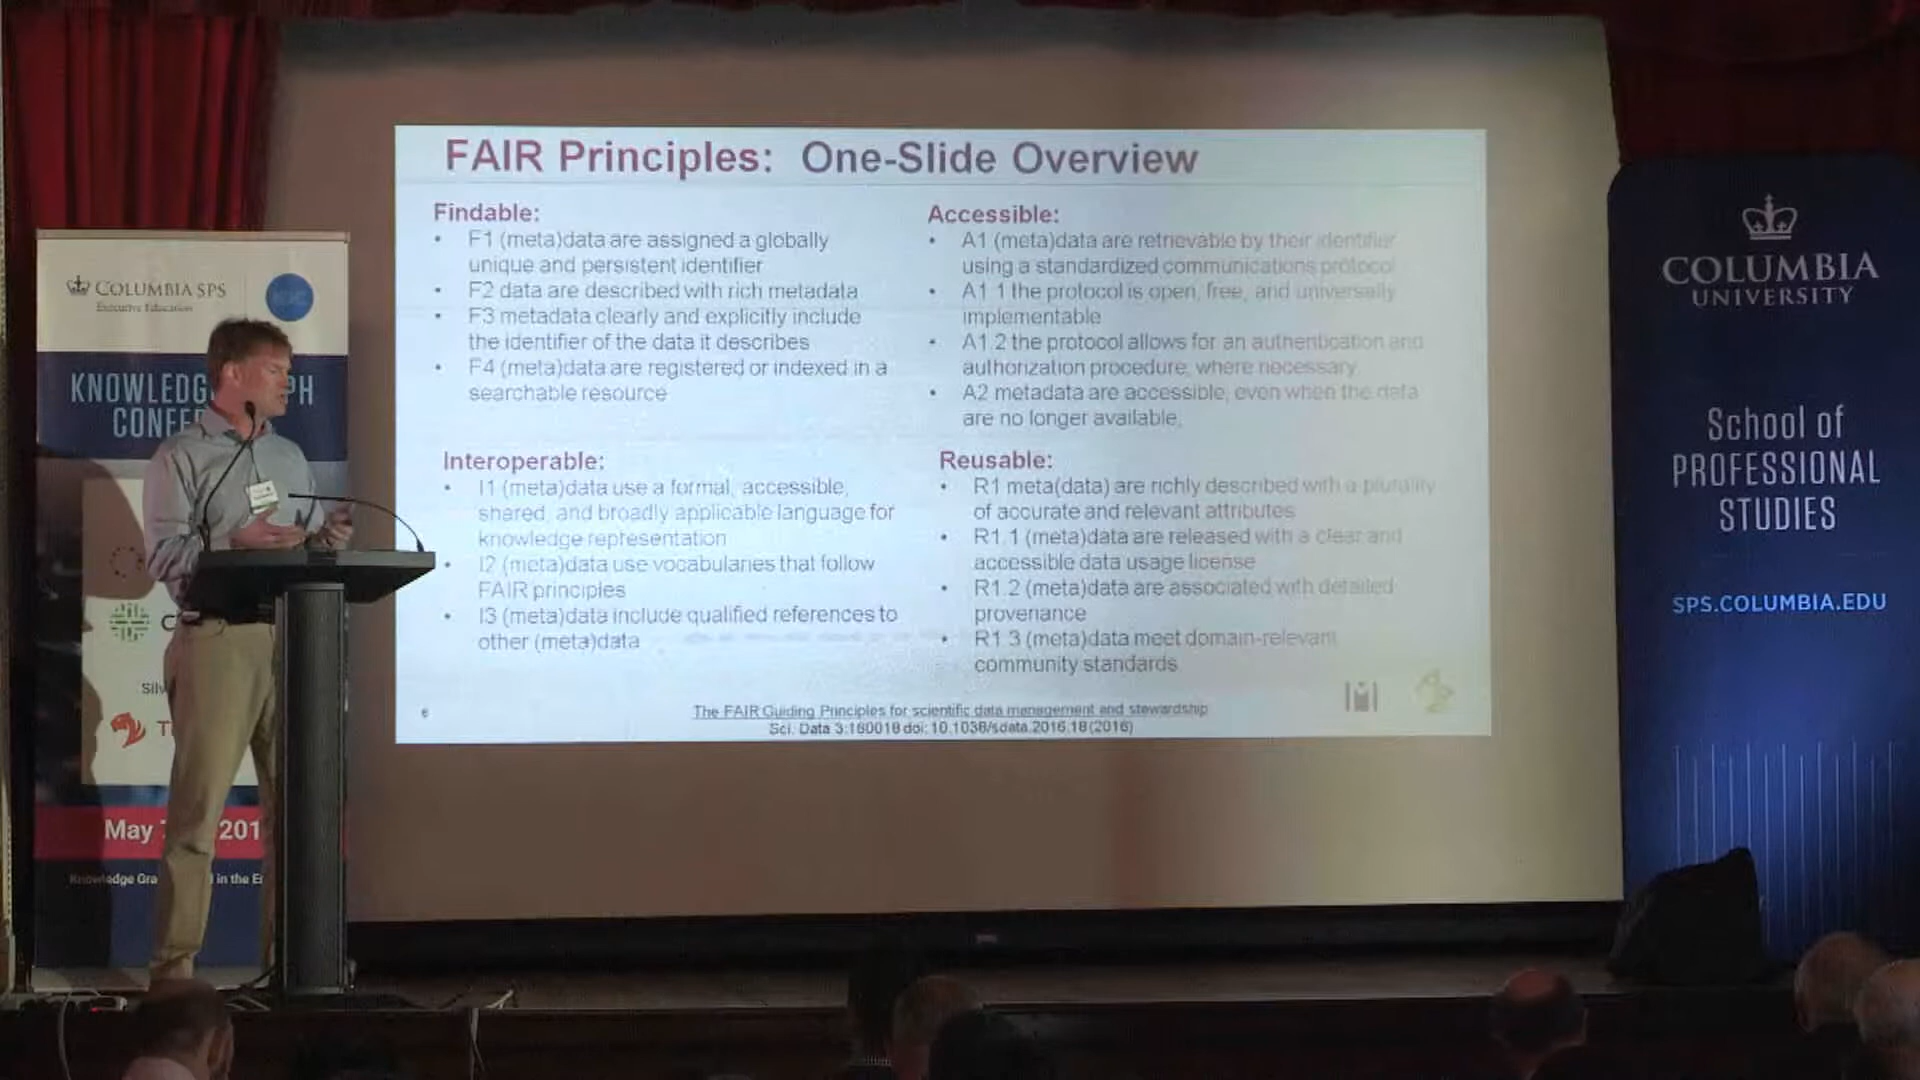 FAIR Principles: One-Slide Overview
Findable:
• F1 (meta)data are assigned a globally
unique and persistent identifier
• F2 data are described with rich metadata
• F3 metadata clearly and explicitly include
the identifier of the data it describes
• F4 (meta)data are registered or indexed in a
searchable resource
Accessible:
• A1 (meta)data are retrievable by their identifier
using a standardized communications protocol
• A1.1 the protocol is open, free, and universally
implementable
• A1.2 the protocol allows for an authentication and
authorization procedure, where necessary
• A2 metadata are accessible, even when the data
are no longer available,
Interoperable:
• I1 (meta)data use a formal, accessible,
shared, and broadly applicable language for
knowledge representation
• I2 (meta)data use vocabularies that follow
FAIR principles
• I3 (meta)data include qualified references to
other (meta)data
Reusable:
• R1 meta(data) are richly described with a plurality
of accurate and relevant attributes
• R1.1 (meta)data are released with a clear and
accessible data usage license
• R1.2 (meta)data are associated with detailed
provenance
• R1.3 (meta)data meet domain-relevant
community standards
6
The FAIR Guiding Principles for scientific data management and stewardship
Sci. Data 3:160018 doi: 10.1038/sdata.2016.18 (2016)
COLUMBIA SPS
Executive Education
KNOWLEDG PH
CONFE
C
Silv
T
May 201
Knowledge Gra in the E
COLUMBIA
UNIVERSITY
School of
PROFESSIONAL
STUDIES
SPS.COLUMBIA.EDU